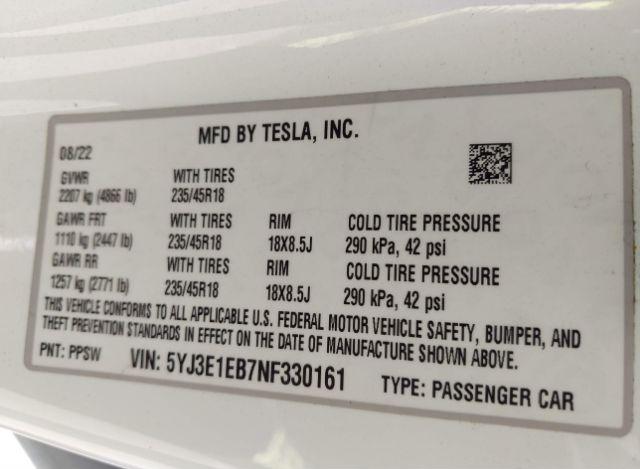 MFD BY TESLA, INC.
08/22
GVWR WITH TIRES
2207 kg (4866 lb) 235/45R18
GAWR FRT WITH TIRES RIM COLD TIRE PRESSURE
1110 kg (2447 lb) 235/45R18 18X8.5J 290 kPa, 42 psi
GAWR RR WITH TIRES RIM COLD TIRE PRESSURE
1257 kg (2771 lb) 235/45R18 18X8.5J 290 kPa, 42 psi
THIS VEHICLE CONFORMS TO ALL APPLICABLE U.S. FEDERAL MOTOR VEHICLE SAFETY, BUMPER, AND
THEFT PREVENTION STANDARDS IN EFFECT ON THE DATE OF MANUFACTURE SHOWN ABOVE.
PNT: PPSW VIN: 5YJ3E1EB7NF330161 TYPE: PASSENGER CAR